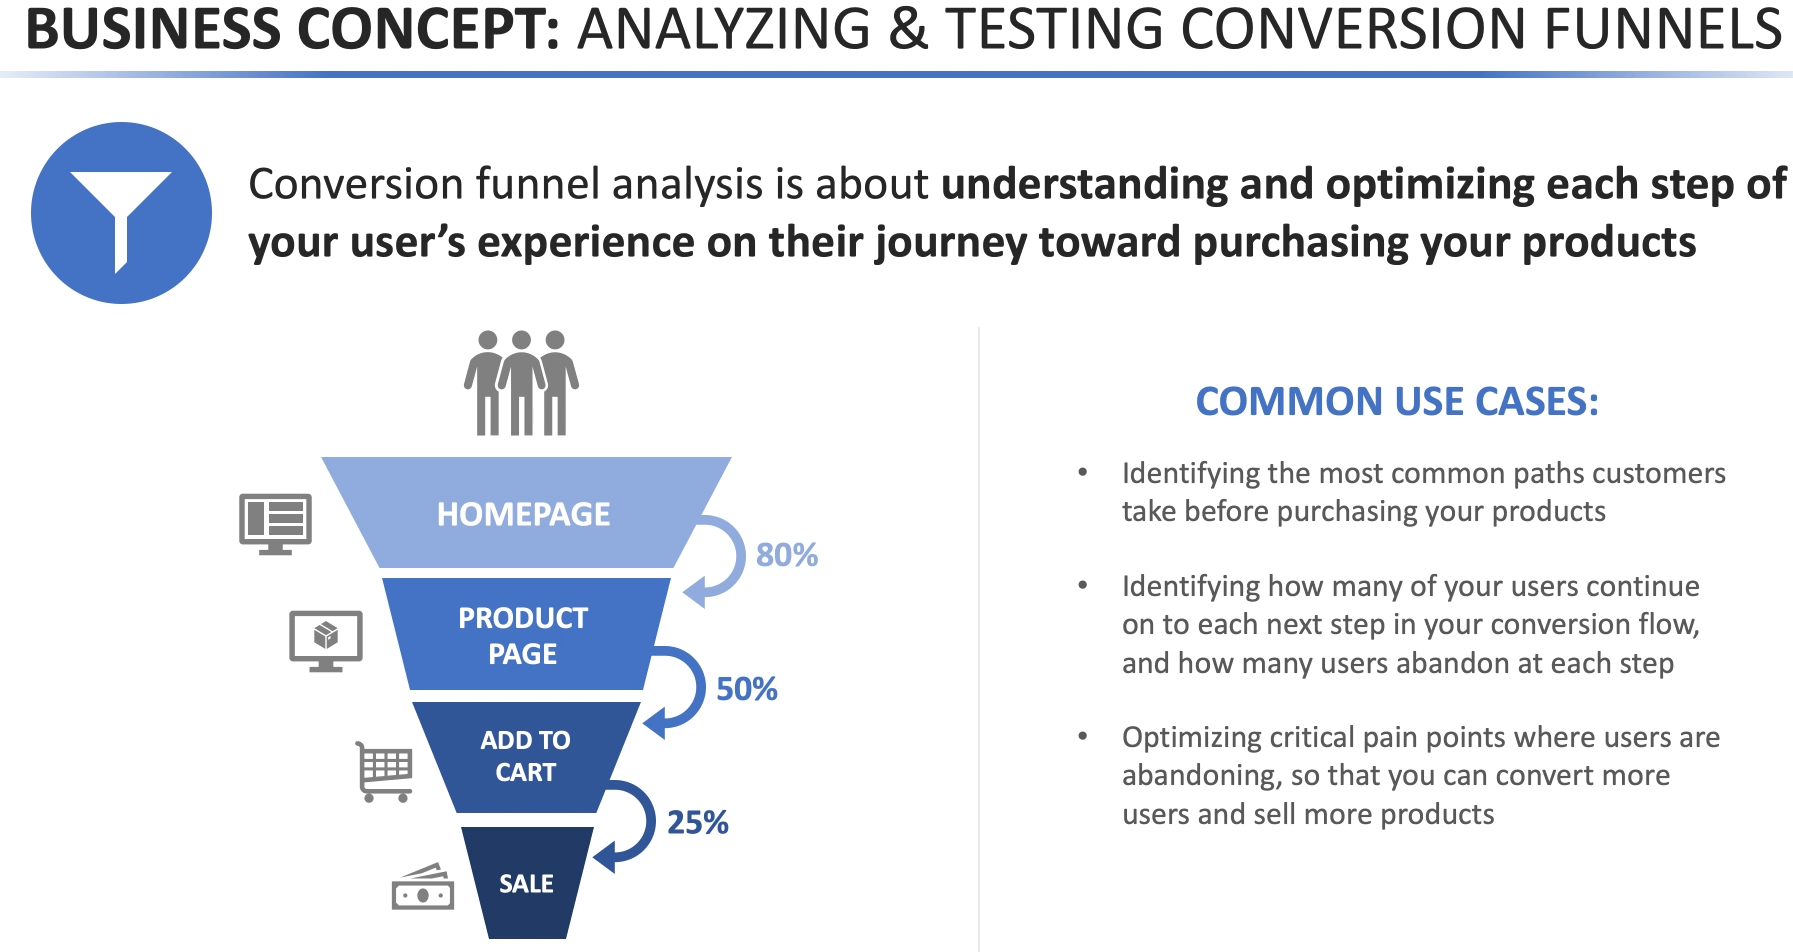 BUSINESS CONCEPT: ANALYZING & TESTING CONVERSION FUNNELS
Conversion funnel analysis is about understanding and optimizing each step of
your user’s experience on their journey toward purchasing your products
HOMEPAGE
80%
PRODUCT
PAGE
50%
ADD TO
CART
25%
SALE
COMMON USE CASES:
• Identifying the most common paths customers
take before purchasing your products
• Identifying how many of your users continue
on to each next step in your conversion flow,
and how many users abandon at each step
• Optimizing critical pain points where users are
abandoning, so that you can convert more
users and sell more products